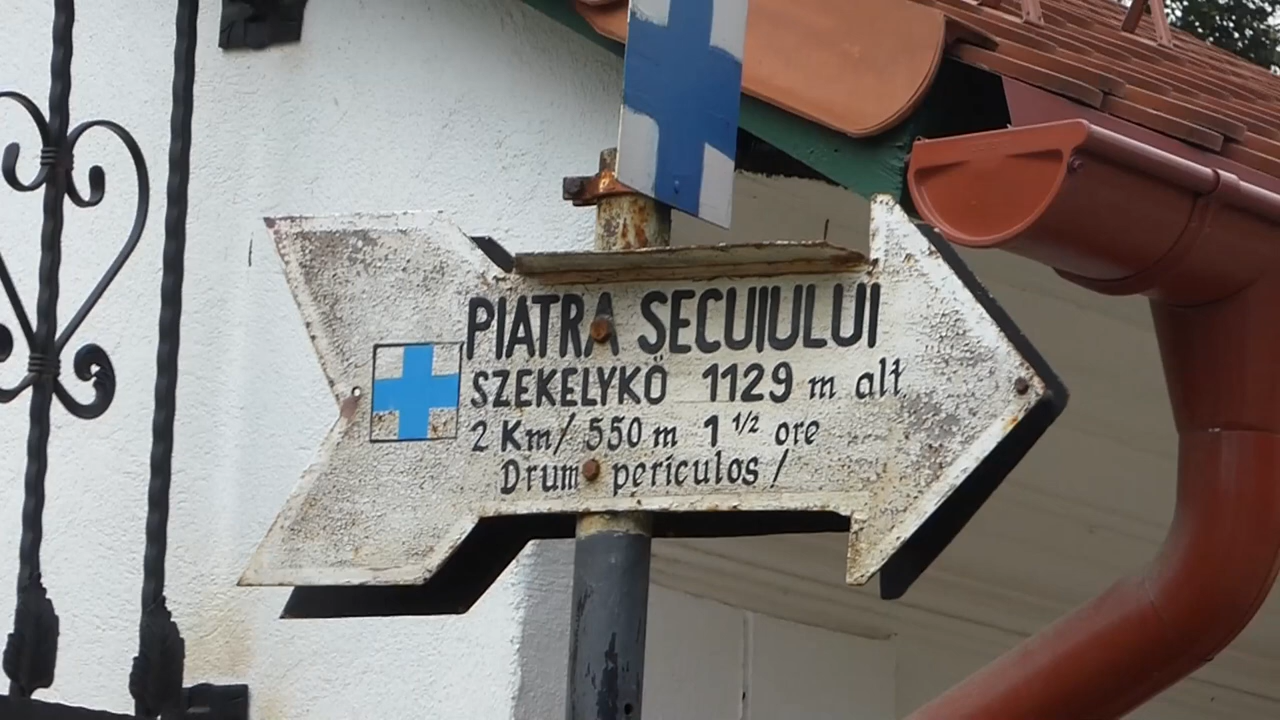 PIATRA SECUIULUI
SZEKELYKÖ 1129 m alt.
2 Km/ 550 m 1 1/2 ore
Drum periculos /